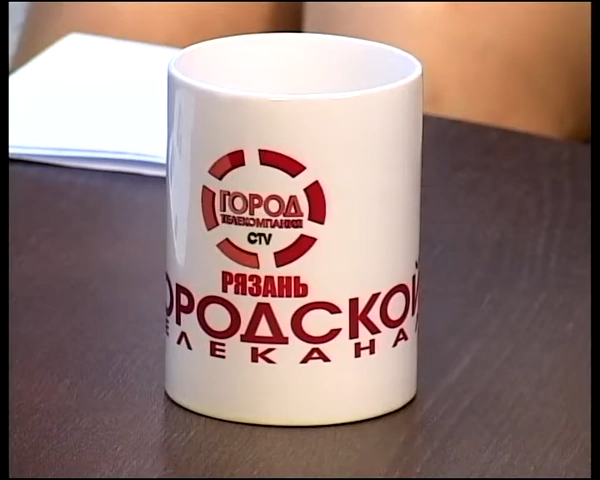 ГОРОД
ТЕЛЕКОМПАНИЯ
CTV
РЯЗАНЬ
ОРОДСКОЙ
ЕЛЕКАНА